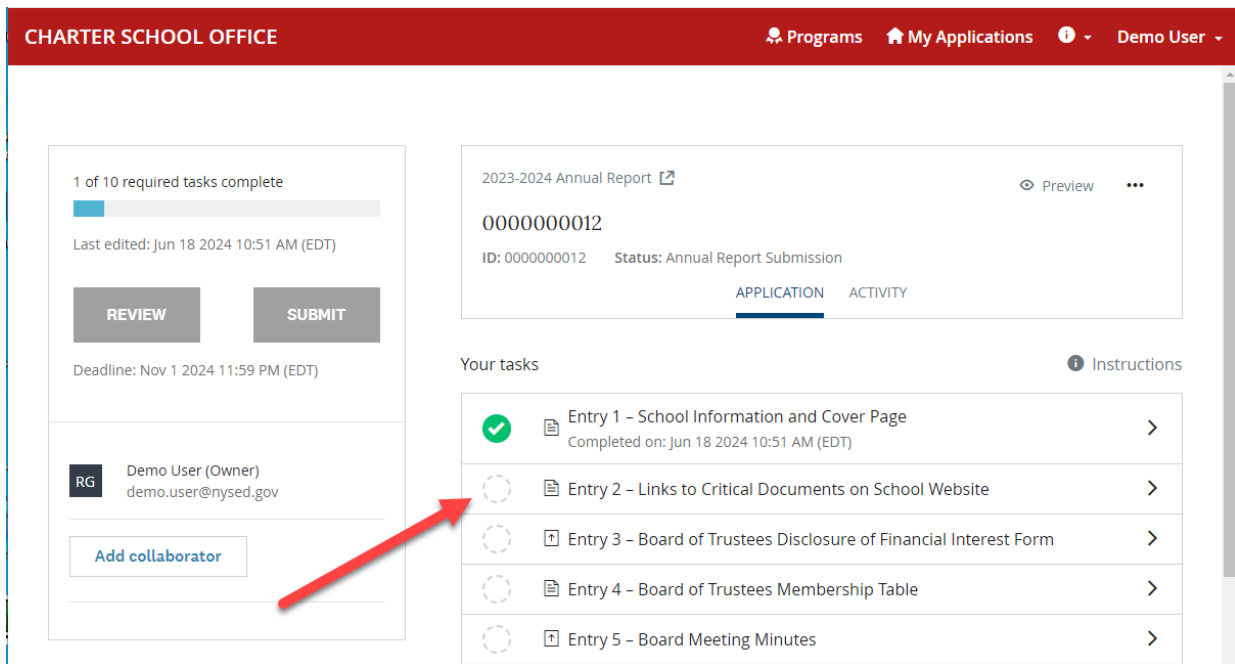 CHARTER SCHOOL OFFICE
Programs
My Applications
Demo User
1 of 10 required tasks complete
Last edited: Jun 18 2024 10:51 AM (EDT)
REVIEW
SUBMIT
Deadline: Nov 1 2024 11:59 PM (EDT)
RG
Demo User (Owner)
demo.user@nysed.gov
Add collaborator
2023-2024 Annual Report
Preview
0000000012
ID: 0000000012 Status: Annual Report Submission
APPLICATION ACTIVITY
Your tasks
Instructions
Entry 1 – School Information and Cover Page
Completed on: Jun 18 2024 10:51 AM (EDT)
Entry 2 – Links to Critical Documents on School Website
Entry 3 – Board of Trustees Disclosure of Financial Interest Form
Entry 4 – Board of Trustees Membership Table
Entry 5 – Board Meeting Minutes